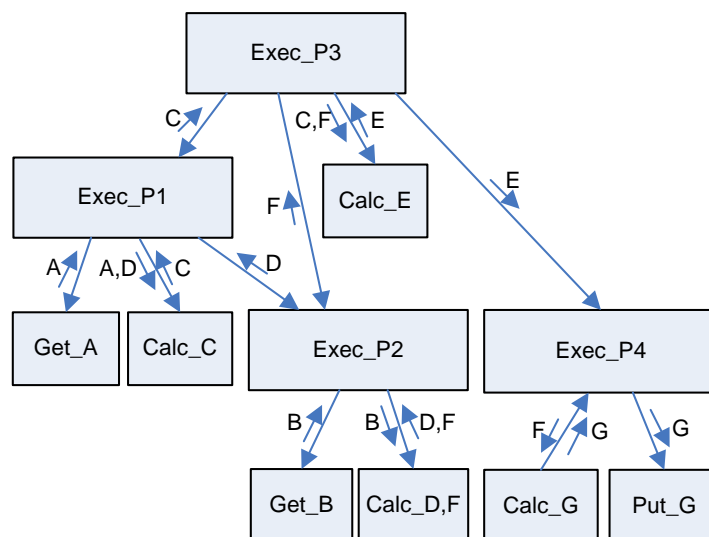 Exec_P3
C
C,F
E
Exec_P1
F
Calc_E
E
A
A,D
C
D
Get_A
Calc_C
Exec_P2
Exec_P4
B
B
D,F
F
G
G
Get_B
Calc_D,F
Calc_G
Put_G